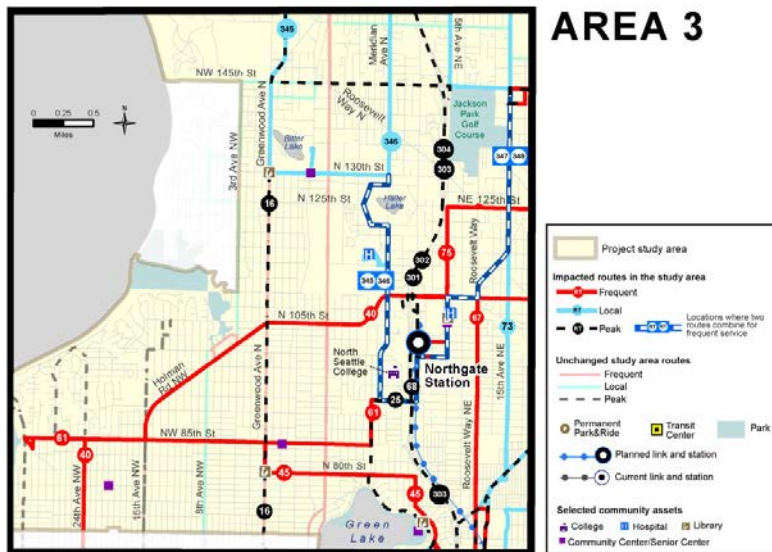 AREA 3
345
Meridian
Ave N
5th Ave NE
NW 145th St
Roosevelt
Way N
Jackson
Park
Golf
Course
0 0.25 0.5
Miles
N
3rd Ave NW
Greenwood Ave N
Bitter
Lake
346
304
303
347 348
N 130th St
N 125th St
NE 125th St
Haller
Lake
16
Roosevelt Way
75
302
301
H
345 346
N 105th St
40
67
73
15th Ave NE
Holman
Rd NW
Greenwood Ave N
North
Seattle
College
Northgate
Station
68
25
61
Roosevelt Way NE
NW 85th St
61
40
45
N 80th St
45
303
24th Ave NW
15th Ave NW
8th Ave NW
16
Green
Lake
Project study area
Impacted routes in the study area
RT Frequent
RT Local
RT Peak
RT RT
Locations where two
routes combine for
frequent service
Unchanged study area routes
Frequent
Local
Peak
Permanent
Park&Ride
Transit
Center
Park
Planned link and station
Current link and station
Selected community assets
College
H Hospital
Library
Community Center/Senior Center